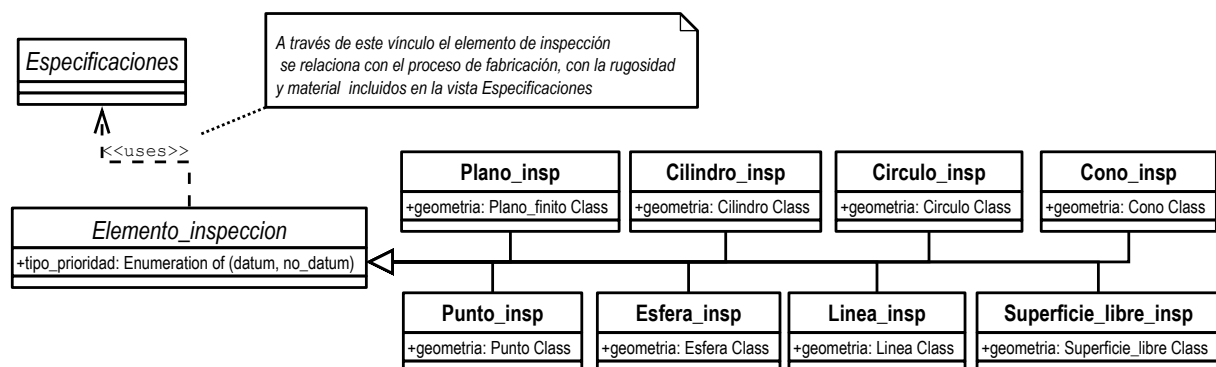 Especificaciones
A través de este vínculo el elemento de inspección
se relaciona con el proceso de fabricación, con la rugosidad
y material incluidos en la vista Especificaciones
<<uses>>
Elemento_inspeccion
+tipo_prioridad: Enumeration of (datum, no_datum)
Plano_insp
+geometria: Plano_finito Class
Cilindro_insp
+geometria: Cilindro Class
Circulo_insp
+geometria: Circulo Class
Cono_insp
+geometria: Cono Class
Punto_insp
+geometria: Punto Class
Esfera_insp
+geometria: Esfera Class
Linea_insp
+geometria: Linea Class
Superficie_libre_insp
+geometria: Superficie_libre Class